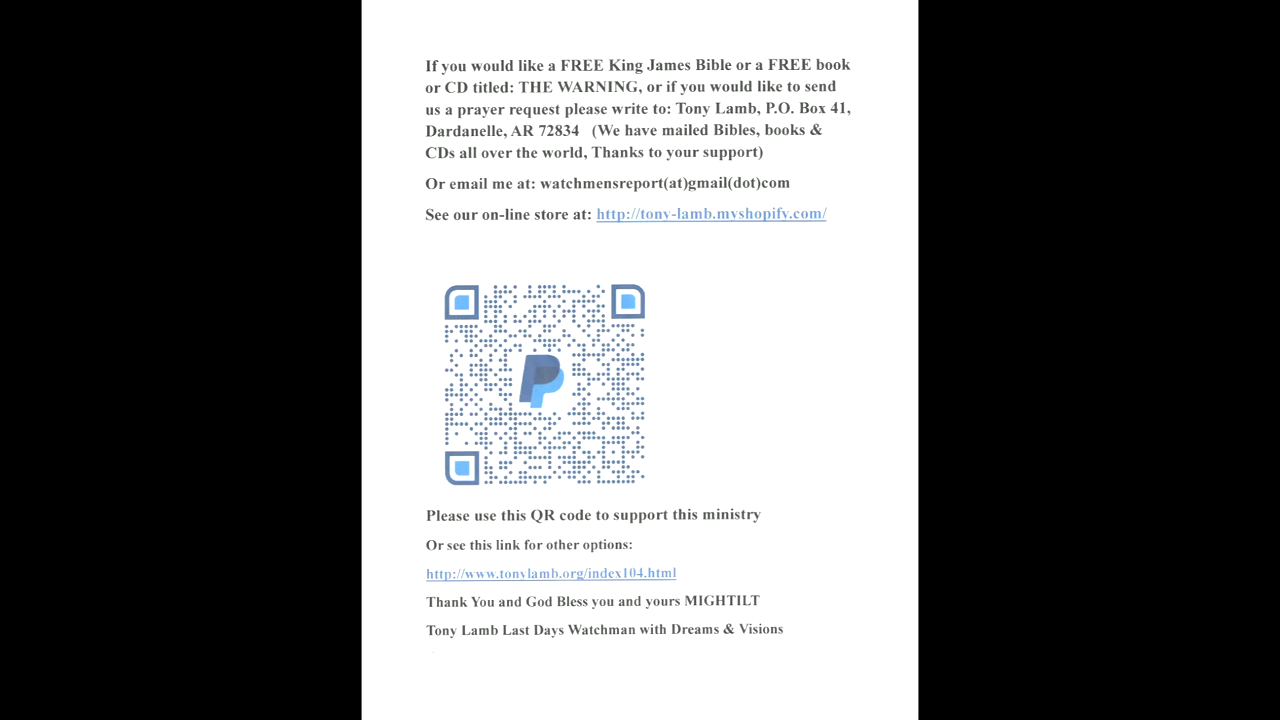 If you would like a FREE King James Bible or a FREE book
or CD titled: THE WARNING, or if you would like to send
us a prayer request please write to: Tony Lamb, P.O. Box 41,
Dardanelle, AR 72834 (We have mailed Bibles, books &
CDs all over the world, Thanks to your support)
Or email me at: watchmensreport(at)gmail(dot)com
See our on-line store at: http://tony-lamb.myshopify.com/
Please use this QR code to support this ministry
Or see this link for other options:
http://www.tonylamb.org/index104.html
Thank You and God Bless you and yours MIGHTILT
Tony Lamb Last Days Watchman with Dreams & Visions